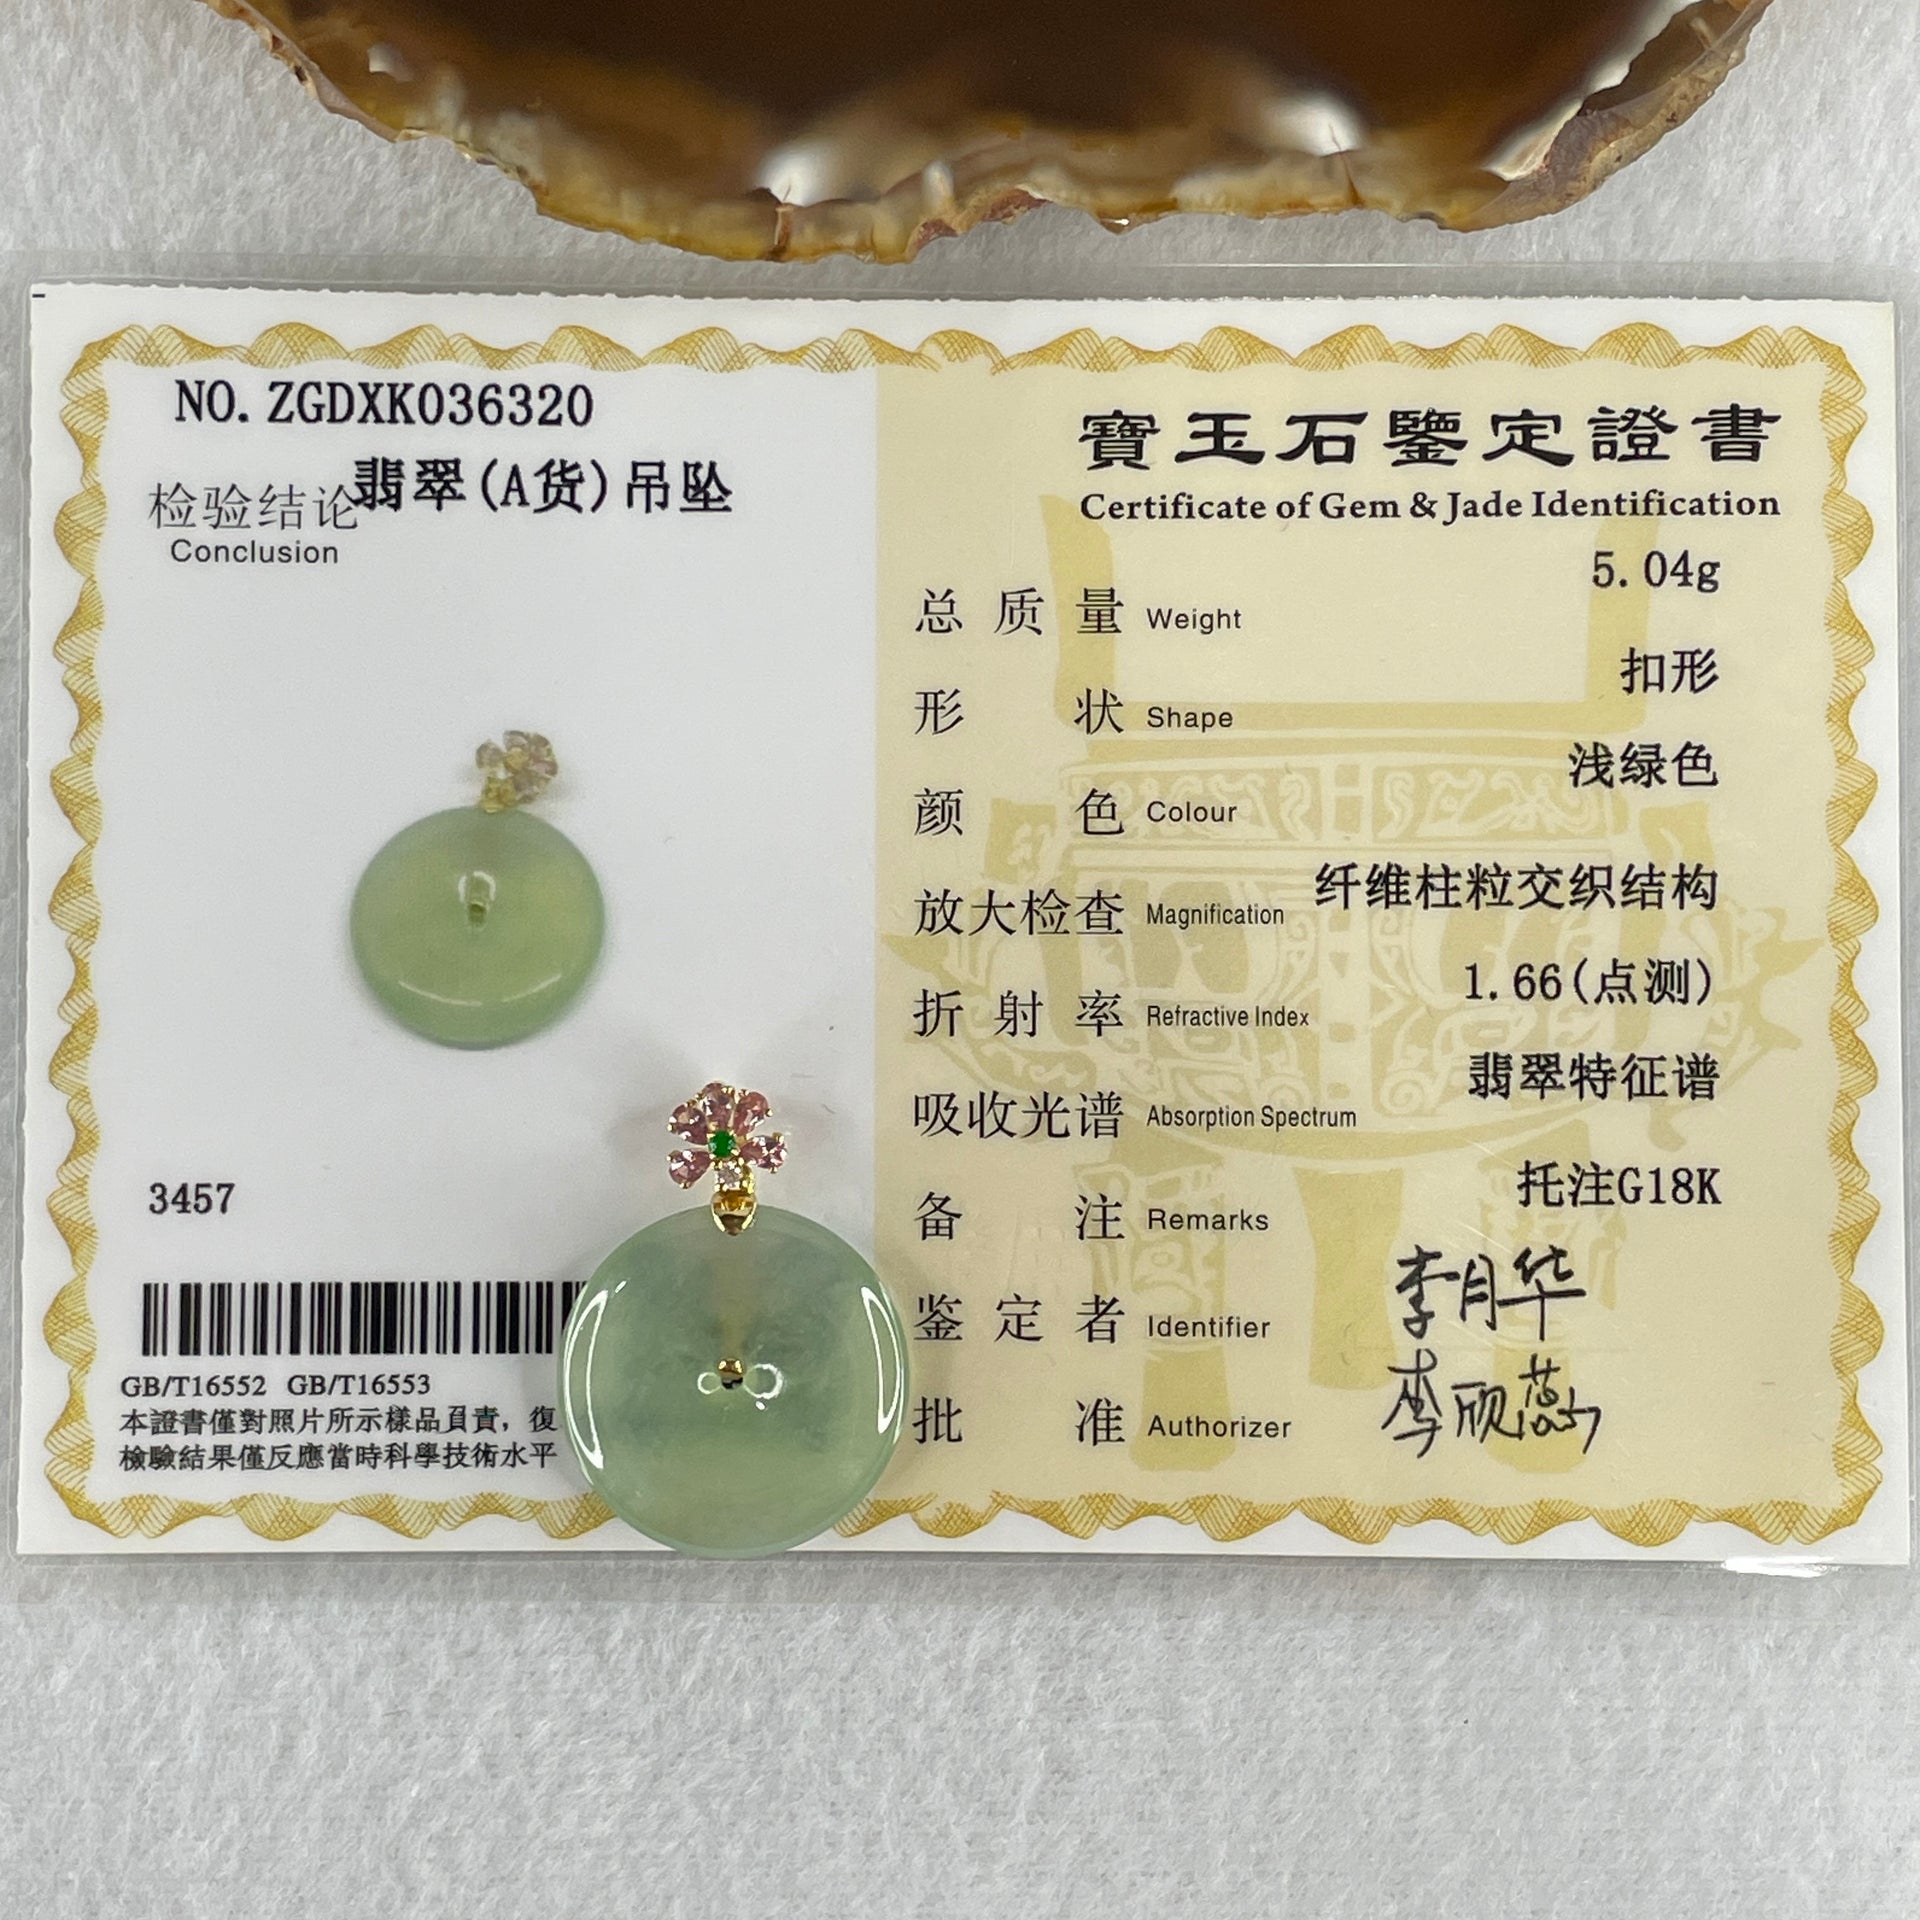 NO. ZGDXK036320
检验结论 翡翠(A货)吊坠
Conclusion
3457
GB/T16552 GB/T16553
本證書僅對照片所示樣品負責，復
檢驗結果僅反應當時科學技術水平
寶玉石鑒定證書
Certificate of Gem & Jade Identification
总质量 Weight 5.04g
形状 Shape 扣形
颜色 Colour 浅绿色
放大检查 Magnification 纤维柱粒交织结构
折射率 Refractive Index 1.66(点测)
吸收光谱 Absorption Spectrum 翡翠特征谱
备注 Remarks 托注G18K
鉴定者 Identifier 李月华
批准 Authorizer 李欣蕊